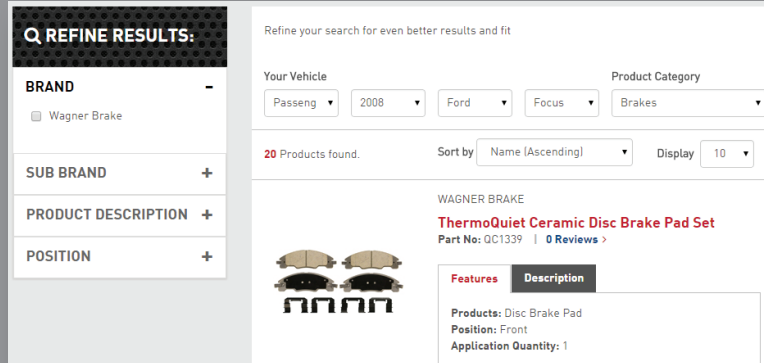 REFINE RESULTS:
BRAND -
Wagner Brake
SUB BRAND +
PRODUCT DESCRIPTION +
POSITION +
Refine your search for even better results and fit
Your Vehicle Product Category
Passeng 2008 Ford Focus Brakes
20 Products found. Sort by Name (Ascending) Display 10
WAGNER BRAKE
ThermoQuiet Ceramic Disc Brake Pad Set
Part No: QC1339 | 0 Reviews >
Features Description
Products: Disc Brake Pad
Position: Front
Application Quantity: 1